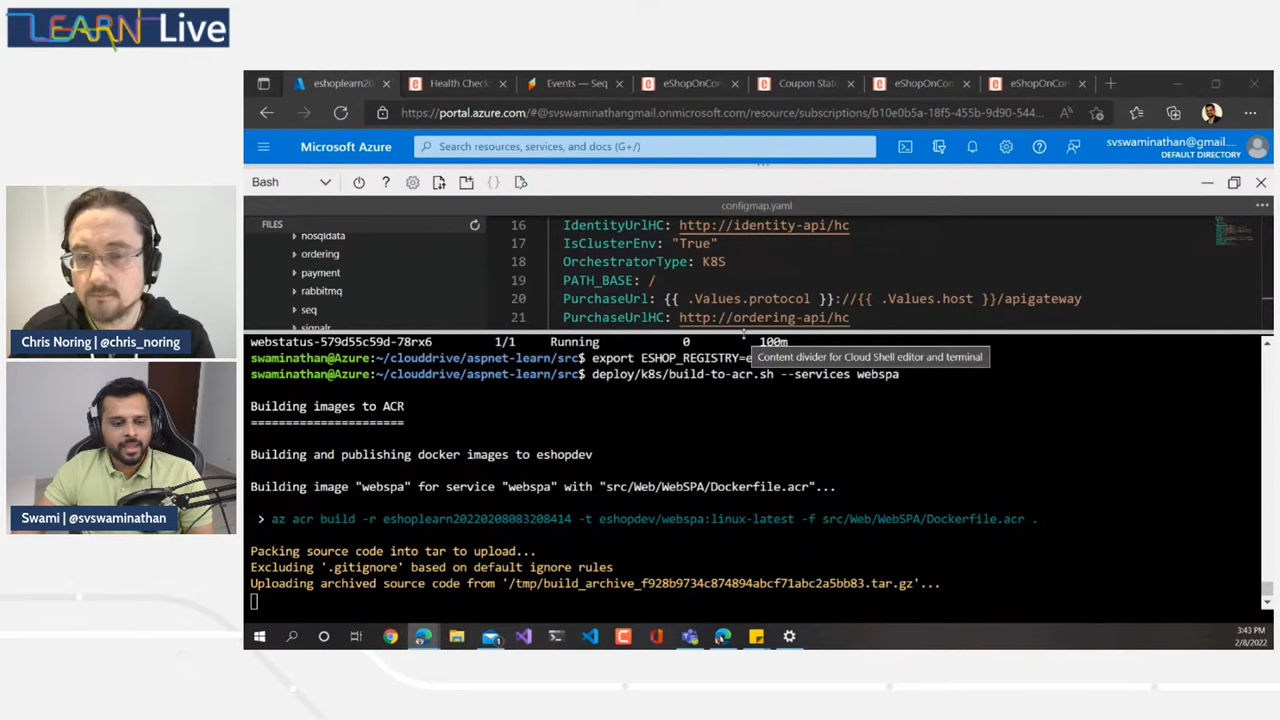 LEARN Live
eshoplearn20
Health Check
Events — Seq
eShopOnCon
Coupon Stat
eShopOnCon
eShopOnCon
https://portal.azure.com/#@svswaminathangmail.onmicrosoft.com/resource/subscriptions/b10e0b5a-18f5-455b-9d90-544...
Microsoft Azure
Search resources, services, and docs (G+/)
svswaminathan@gmail....
DEFAULT DIRECTORY
Bash
configmap.yaml
FILES
nosqldata
ordering
payment
rabbitmq
seq
signalr
16 IdentityUrlHC: http://identity-api/hc
17 IsClusterEnv: "True"
18 OrchestratorType: K8S
19 PATH_BASE: /
20 PurchaseUrl: {{ .Values.protocol }}://{{ .Values.host }}/apigateway
21 PurchaseUrlHC: http://ordering-api/hc
webstatus-579d55c59d-78rx6 1/1 Running 0 100m
swaminathan@Azure:~/clouddrive/aspnet-learn/src$ export ESHOP_REGISTRY=e
Content divider for Cloud Shell editor and terminal
swaminathan@Azure:~/clouddrive/aspnet-learn/src$ deploy/k8s/build-to-acr.sh --services webspa
Building images to ACR
======================
Building and publishing docker images to eshopdev
Building image "webspa" for service "webspa" with "src/Web/WebSPA/Dockerfile.acr"...
> az acr build -r eshoplearn20220208083208414 -t eshopdev/webspa:linux-latest -f src/Web/WebSPA/Dockerfile.acr .
Packing source code into tar to upload...
Excluding '.gitignore' based on default ignore rules
Uploading archived source code from '/tmp/build_archive_f928b9734c874894abcf71abc2a5bb83.tar.gz'...
Chris Noring | @chris_noring
Swami | @svswaminathan
3:43 PM
2/8/2022